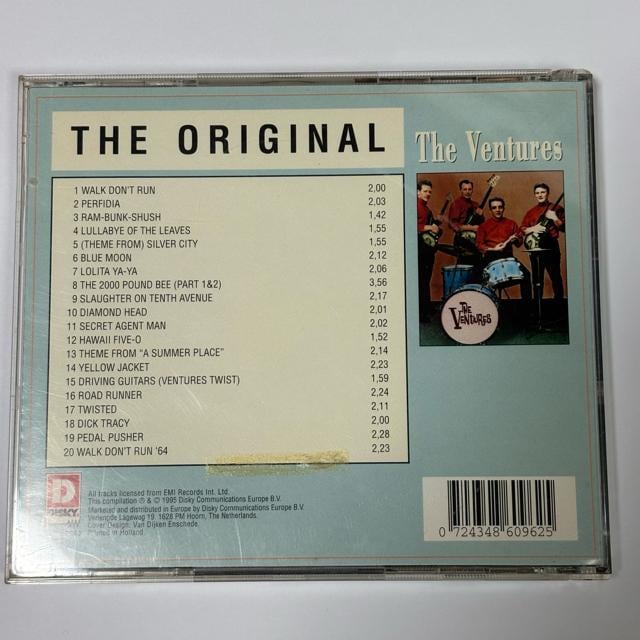 THE ORIGINAL
The Ventures
1 WALK DON'T RUN 2,00
2 PERFIDIA 2,03
3 RAM-BUNK-SHUSH 1,42
4 LULLABYE OF THE LEAVES 1,55
5 (THEME FROM) SILVER CITY 1,55
6 BLUE MOON 2,12
7 LOLITA YA-YA 2,06
8 THE 2000 POUND BEE (PART 1&2) 3,56
9 SLAUGHTER ON TENTH AVENUE 2,17
10 DIAMOND HEAD 2,01
11 SECRET AGENT MAN 2,02
12 HAWAII FIVE-O 1,52
13 THEME FROM "A SUMMER PLACE" 2,14
14 YELLOW JACKET 2,23
15 DRIVING GUITARS (VENTURES TWIST) 1,59
16 ROAD RUNNER 2,24
17 TWISTED 2,11
18 DICK TRACY 2,00
19 PEDAL PUSHER 2,28
20 WALK DON'T RUN '64 2,23
THE VENTURES
D
DISKY
All tracks licensed from EMI Records Int. Ltd.
This compilation ℗ & © 1995 Disky Communications Europe B.V.
Marketed and distributed in Europe by Disky Communications Europe B.V.
Verlengde Lageweg 19, 1628 PM Hoorn, The Netherlands.
Cover Design: Van Dijken Enschede.
Printed in Holland
0 724348 609625